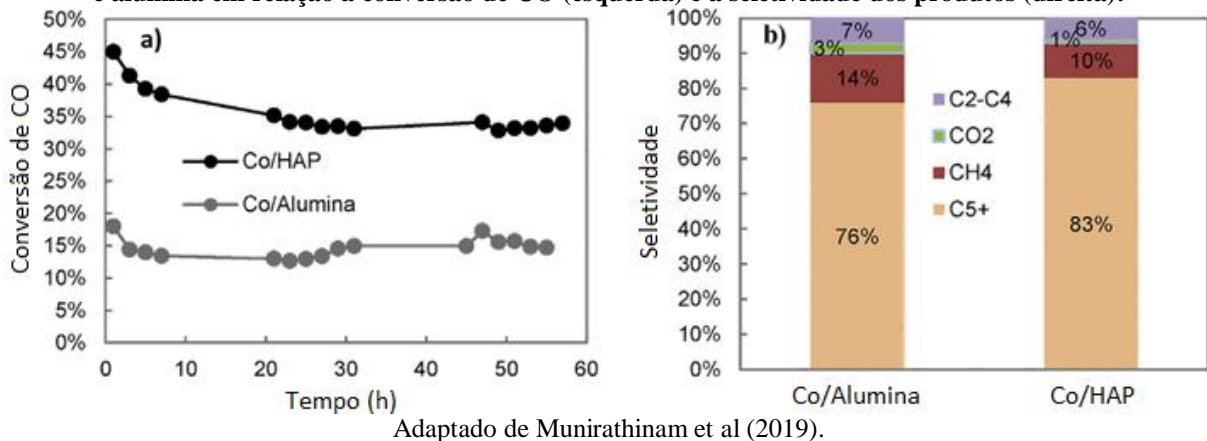 e alumina em relação à conversão de CO (esquerda) e a seletividade dos produtos (direita).
a)
50%
45%
40%
35%
30%
25%
20%
15%
10%
5%
0%
Conversão de CO
Co/HAP
Co/Alumina
0 10 20 30 40 50 60
Tempo (h)
b)
100%
90%
80%
70%
60%
50%
40%
30%
20%
10%
0%
Seletividade
7%
3%
14%
76%
6%
1%
10%
83%
C2-C4
CO2
CH4
C5+
Co/Alumina Co/HAP
Adaptado de Munirathinam et al (2019).